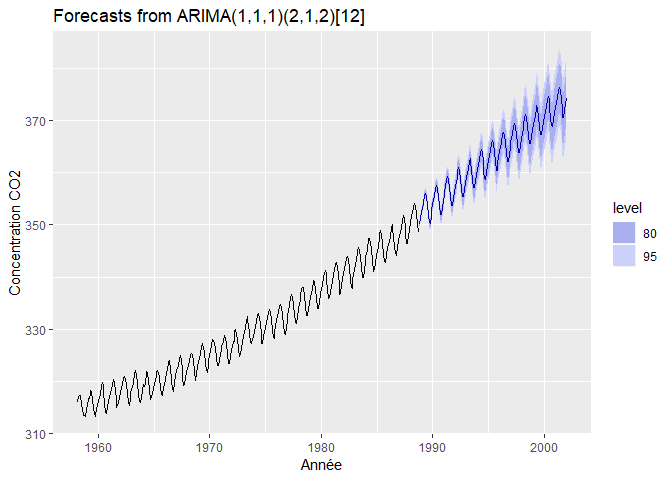 Forecasts from ARIMA(1,1,1)(2,1,2)[12]
Concentration CO2
370
350
330
310
1960
1970
1980
1990
2000
Année
level
80
95